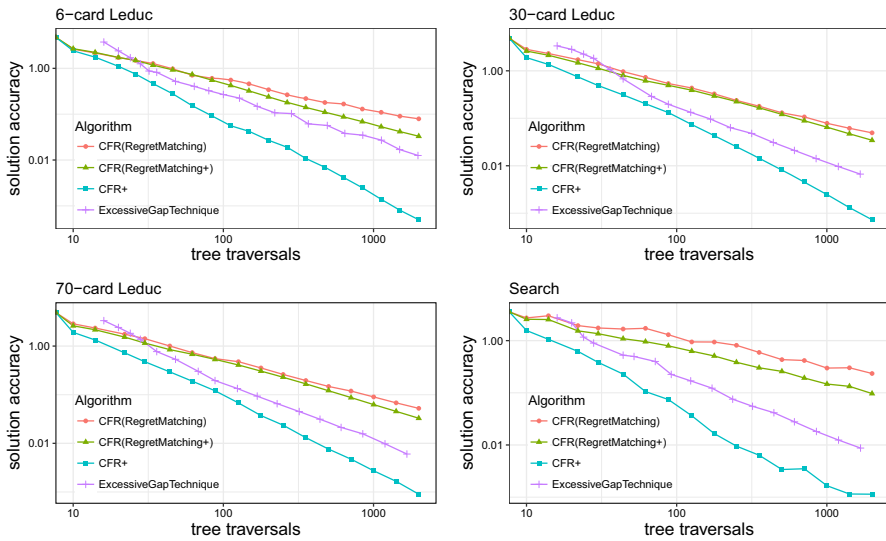 6−card Leduc
solution accuracy
1.00
0.01
Algorithm
CFR(RegretMatching)
CFR(RegretMatching+)
CFR+
ExcessiveGapTechnique
10
100
1000
tree traversals
30−card Leduc
solution accuracy
1.00
0.01
Algorithm
CFR(RegretMatching)
CFR(RegretMatching+)
CFR+
ExcessiveGapTechnique
10
100
1000
tree traversals
70−card Leduc
solution accuracy
1.00
0.01
Algorithm
CFR(RegretMatching)
CFR(RegretMatching+)
CFR+
ExcessiveGapTechnique
10
100
1000
tree traversals
Search
solution accuracy
1.00
0.01
Algorithm
CFR(RegretMatching)
CFR(RegretMatching+)
CFR+
ExcessiveGapTechnique
10
100
1000
tree traversals